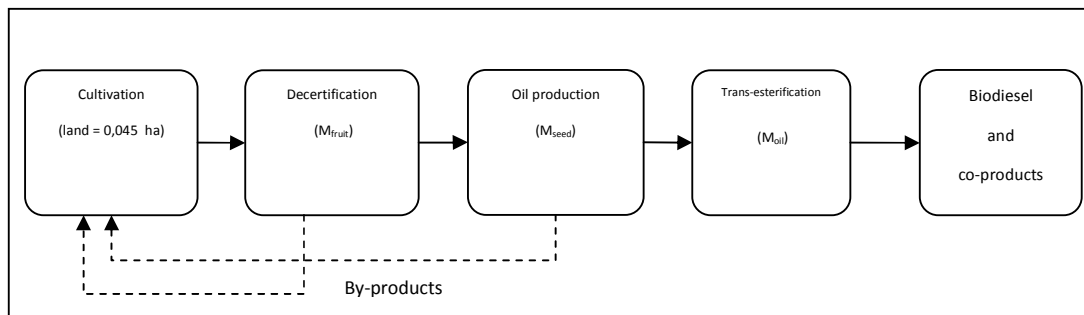 Cultivation
(land = 0,045 ha)
Decertification
(Mfruit)
Oil production
(Mseed)
Trans-esterification
(Moil)
Biodiesel
and
co-products
By-products